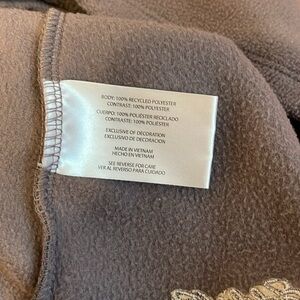 BODY: 100% RECYCLED POLYESTER
CONTRAST: 100% POLYESTER
CUERPO: 100% POLIÉSTER RECICLADO
CONTRASTE: 100% POLIÉSTER
EXCLUSIVE OF DECORATION
EXCLUSIVO DE DECORACION
MADE IN VIETNAM
HECHO EN VIETNAM
SEE REVERSE FOR CARE
VER AL REVERSO PARA CUIDADO